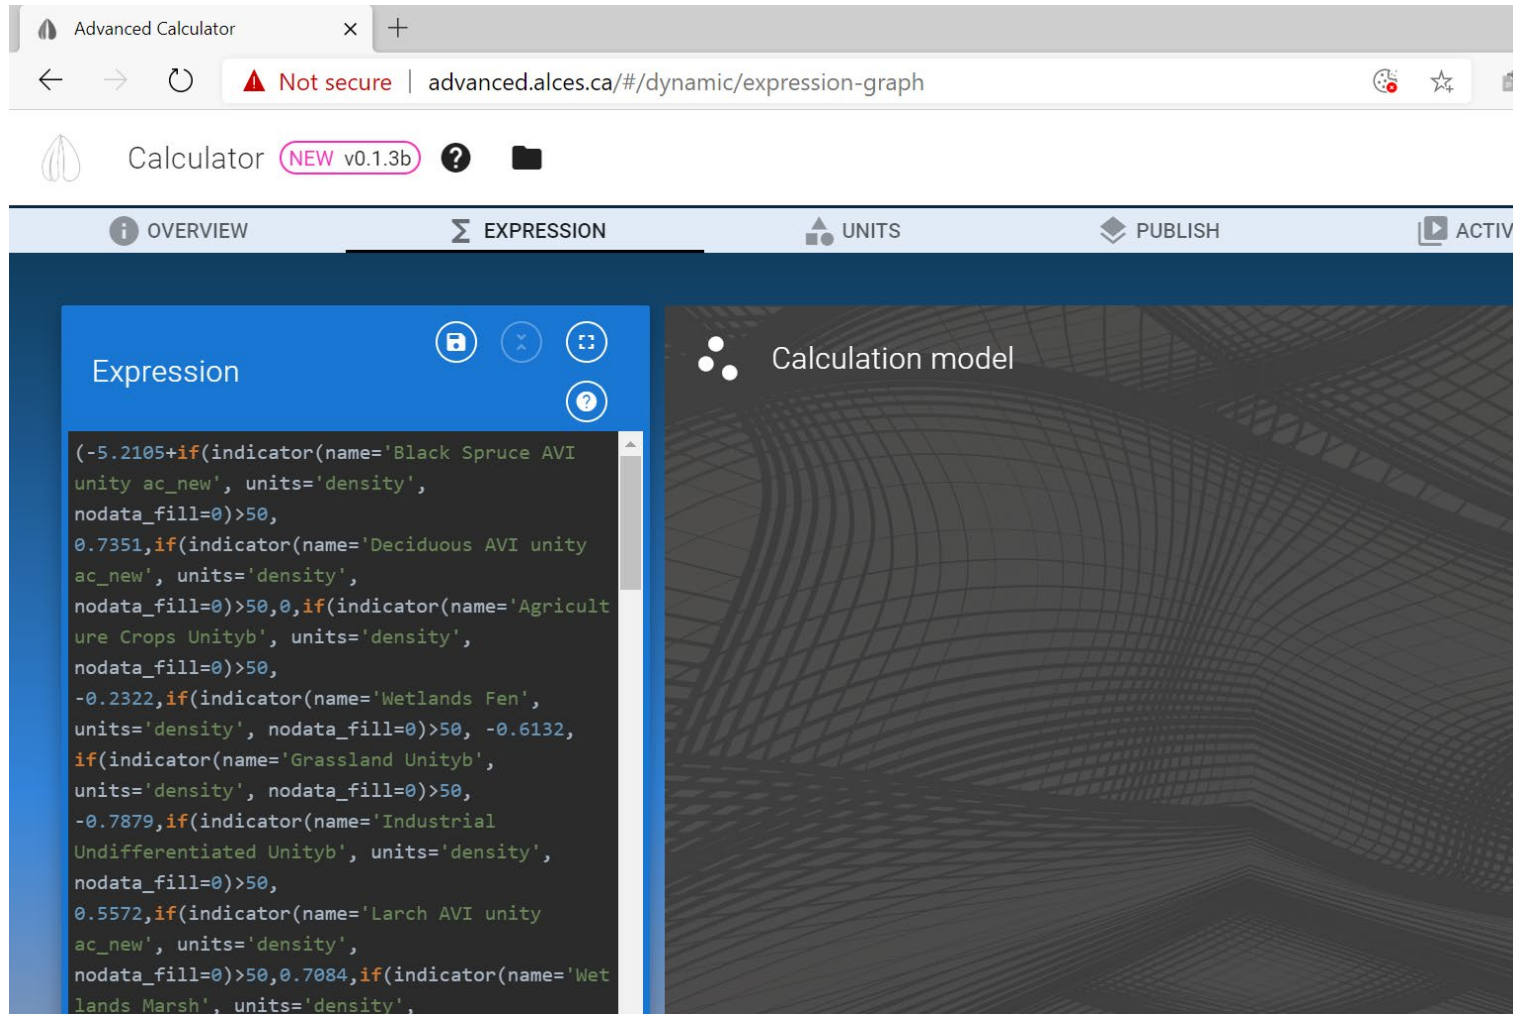 Advanced Calculator
Not secure | advanced.alces.ca/#/dynamic/expression-graph
Calculator NEW v0.1.3b
OVERVIEW EXPRESSION UNITS PUBLISH ACTIV
Expression
Calculation model
(-5.2105+if(indicator(name='Black Spruce AVI
unity ac_new', units='density',
nodata_fill=0)>50,
0.7351,if(indicator(name='Deciduous AVI unity
ac_new', units='density',
nodata_fill=0)>50,0,if(indicator(name='Agricult
ure Crops Unityb', units='density',
nodata_fill=0)>50,
-0.2322,if(indicator(name='Wetlands Fen',
units='density', nodata_fill=0)>50, -0.6132,
if(indicator(name='Grassland Unityb',
units='density', nodata_fill=0)>50,
-0.7879,if(indicator(name='Industrial
Undifferentiated Unityb', units='density',
nodata_fill=0)>50,
0.5572,if(indicator(name='Larch AVI unity
ac_new', units='density',
nodata_fill=0)>50,0.7084,if(indicator(name='Wet
lands Marsh', units='density',